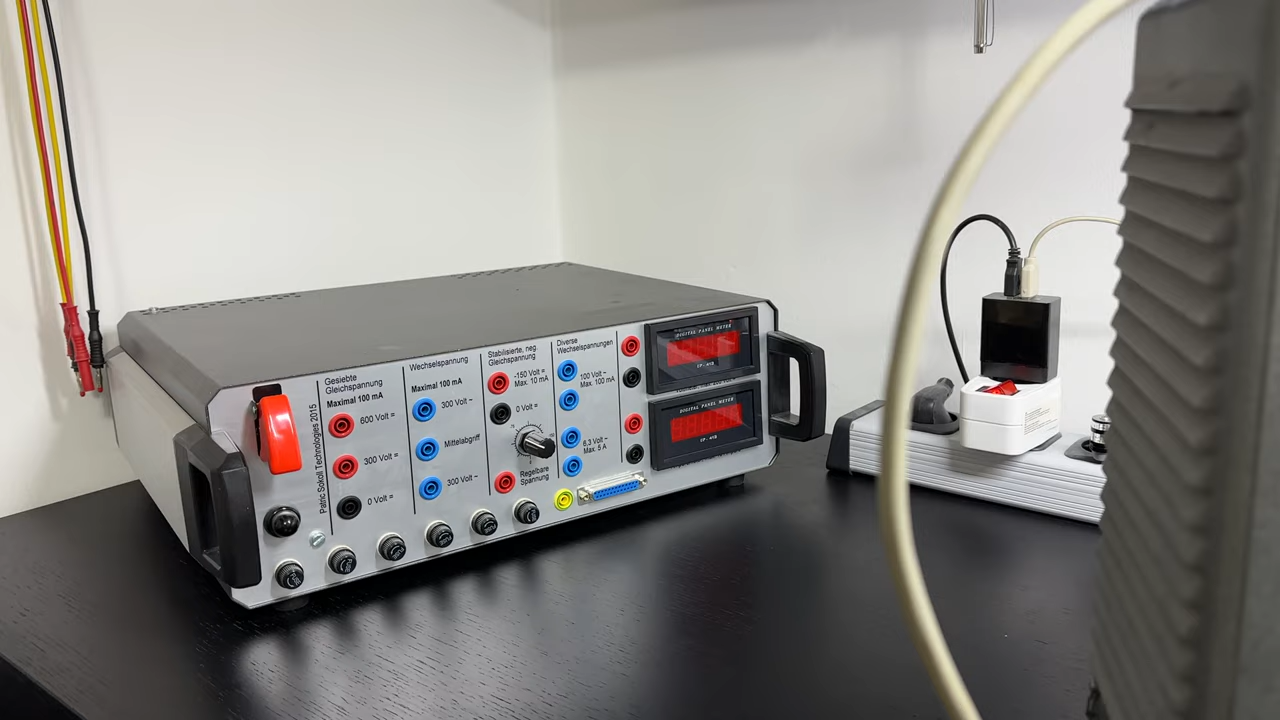 Patric Sokoll Technologies 2015
Gesiebte
Gleichspannung
Maximal 100 mA
600 Volt =
300 Volt =
0 Volt =
Wechselspannung
Maximal 100 mA
300 Volt ~
Mittelabgriff
300 Volt ~
Stabilisierte, neg.
Gleichspannung
-150 Volt =
Max. 10 mA
0 Volt =
Regelbare
Spannung
Diverse
Wechselspannungen
100 Volt ~
Max. 100 mA
6,3 Volt ~
Max. 5 A
DIGITAL PANEL METER
DIGITAL PANEL METER